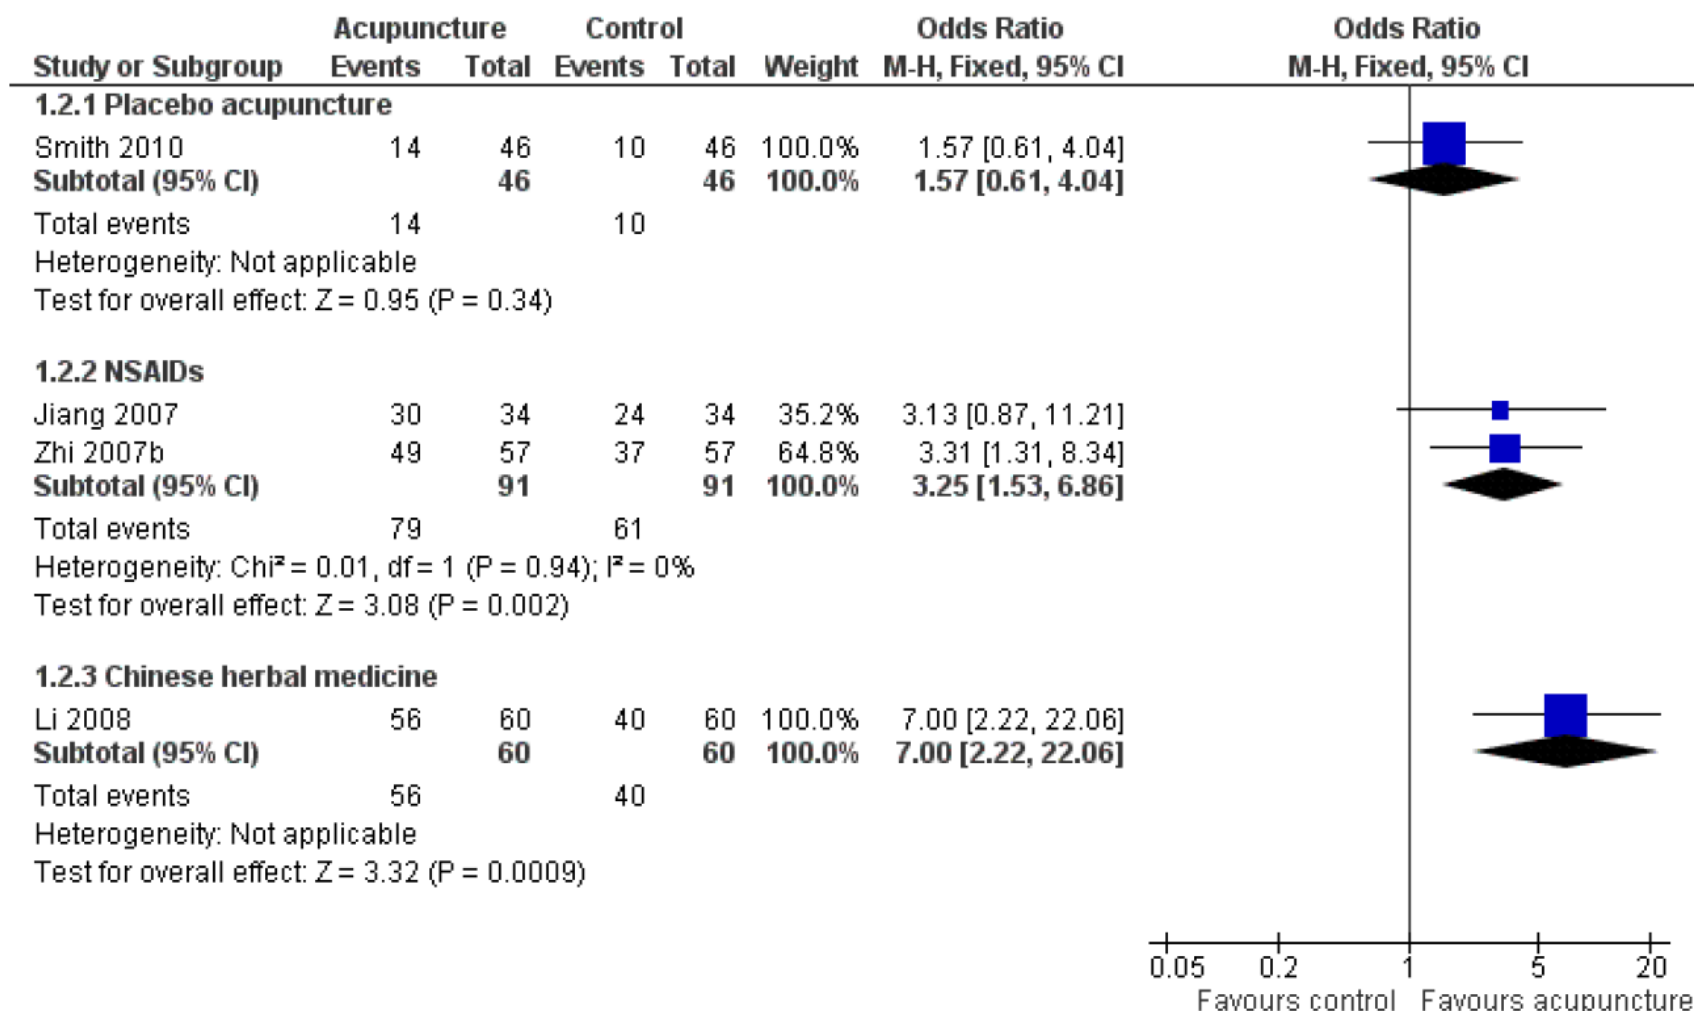 Acupuncture Control Odds Ratio Odds Ratio
Study or Subgroup Events Total Events Total Weight M-H, Fixed, 95% CI M-H, Fixed, 95% CI
1.2.1 Placebo acupuncture
Smith 2010 14 46 10 46 100.0% 1.57 [0.61, 4.04]
Subtotal (95% CI) 46 46 100.0% 1.57 [0.61, 4.04]
Total events 14 10
Heterogeneity: Not applicable
Test for overall effect: Z = 0.95 (P = 0.34)
1.2.2 NSAIDs
Jiang 2007 30 34 24 34 35.2% 3.13 [0.87, 11.21]
Zhi 2007b 49 57 37 57 64.8% 3.31 [1.31, 8.34]
Subtotal (95% CI) 91 91 100.0% 3.25 [1.53, 6.86]
Total events 79 61
Heterogeneity: Chi² = 0.01, df = 1 (P = 0.94); I² = 0%
Test for overall effect: Z = 3.08 (P = 0.002)
1.2.3 Chinese herbal medicine
Li 2008 56 60 40 60 100.0% 7.00 [2.22, 22.06]
Subtotal (95% CI) 60 60 100.0% 7.00 [2.22, 22.06]
Total events 56 40
Heterogeneity: Not applicable
Test for overall effect: Z = 3.32 (P = 0.0009)
0.05 0.2 1 5 20
Favours control Favours acupuncture